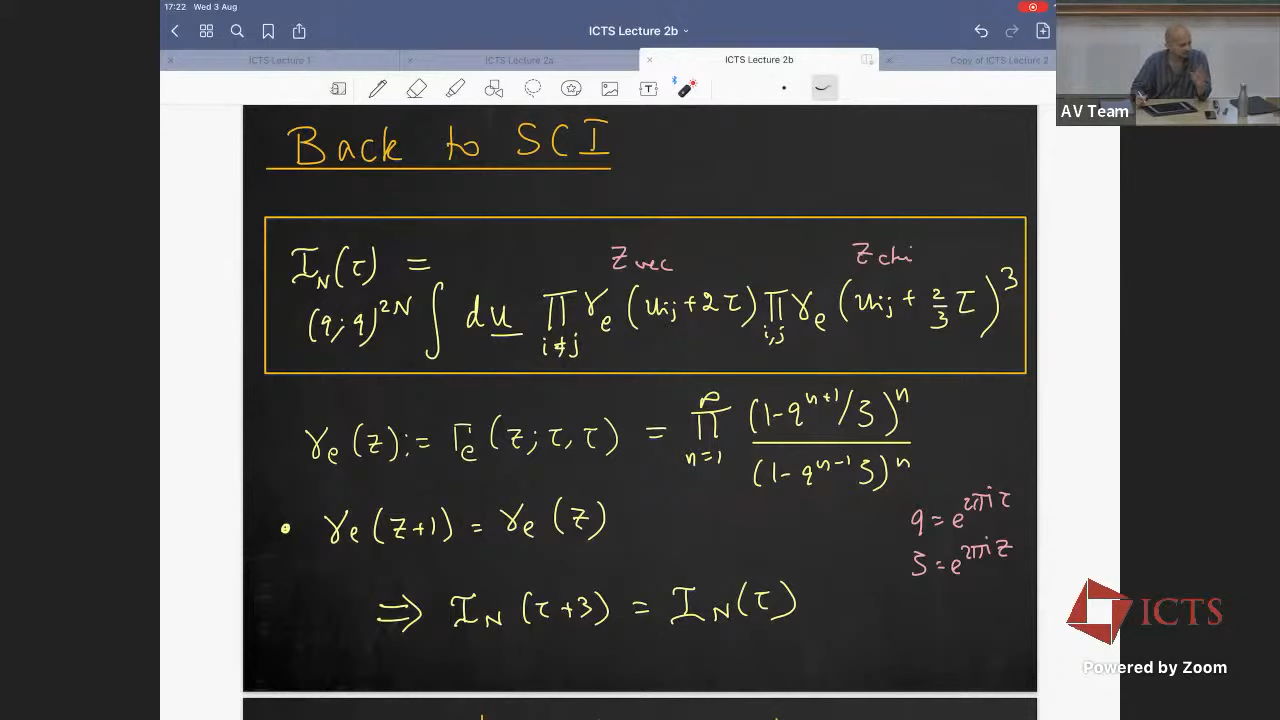 17:22 Wed 3 Aug
ICTS Lecture 2b
ICTS Lecture 1
ICTS Lecture 2a
ICTS Lecture 2b
Copy of ICTS Lecture 2
AV Team
Back to SCI
Z vec Z chi
I_N(τ) =
(q;q)^{2N} ∫ du ∏_{i≠j} γ_e (u_{ij} + 2τ) ∏_{i,j} γ_e (u_{ij} + 2/3 τ)^3
γ_e(z) := Γ_e (z; τ, τ) = ∏_{n=1}^∞ (1 - q^{n+1}/ζ)^n / (1 - q^{n-1} ζ)^n
q = e^{2πiτ}
ζ = e^{2πiz}
• γ_e (z+1) = γ_e (z)
⇒ I_N (τ+3) = I_N (τ)
ICTS
Powered by Zoom